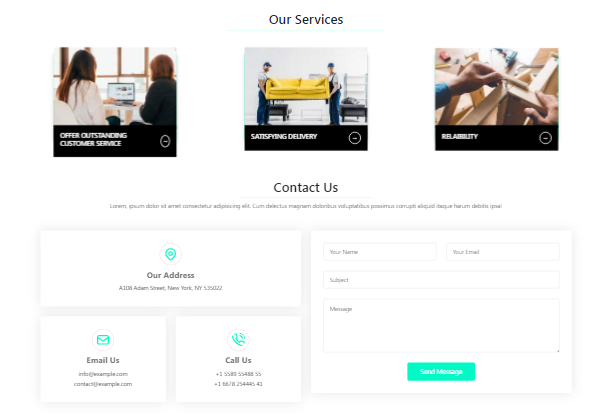 Our Services
OFFER OUTSTANDING
CUSTOMER SERVICE
SATISFYING DELIVERY
RELAIBILITY
Contact Us
Lorem, ipsum dolor sit amet consectetur adipisicing elit. Cum delectus magnam doloribus voluptatibus possimus corrupti aliquid itaque harum debitis ipsa!
Our Address
A108 Adam Street, New York, NY 535022
Email Us
info@example.com
contact@example.com
Call Us
+1 5589 55488 55
+1 6678 254445 41
Your Name
Your Email
Subject
Message
Send Message